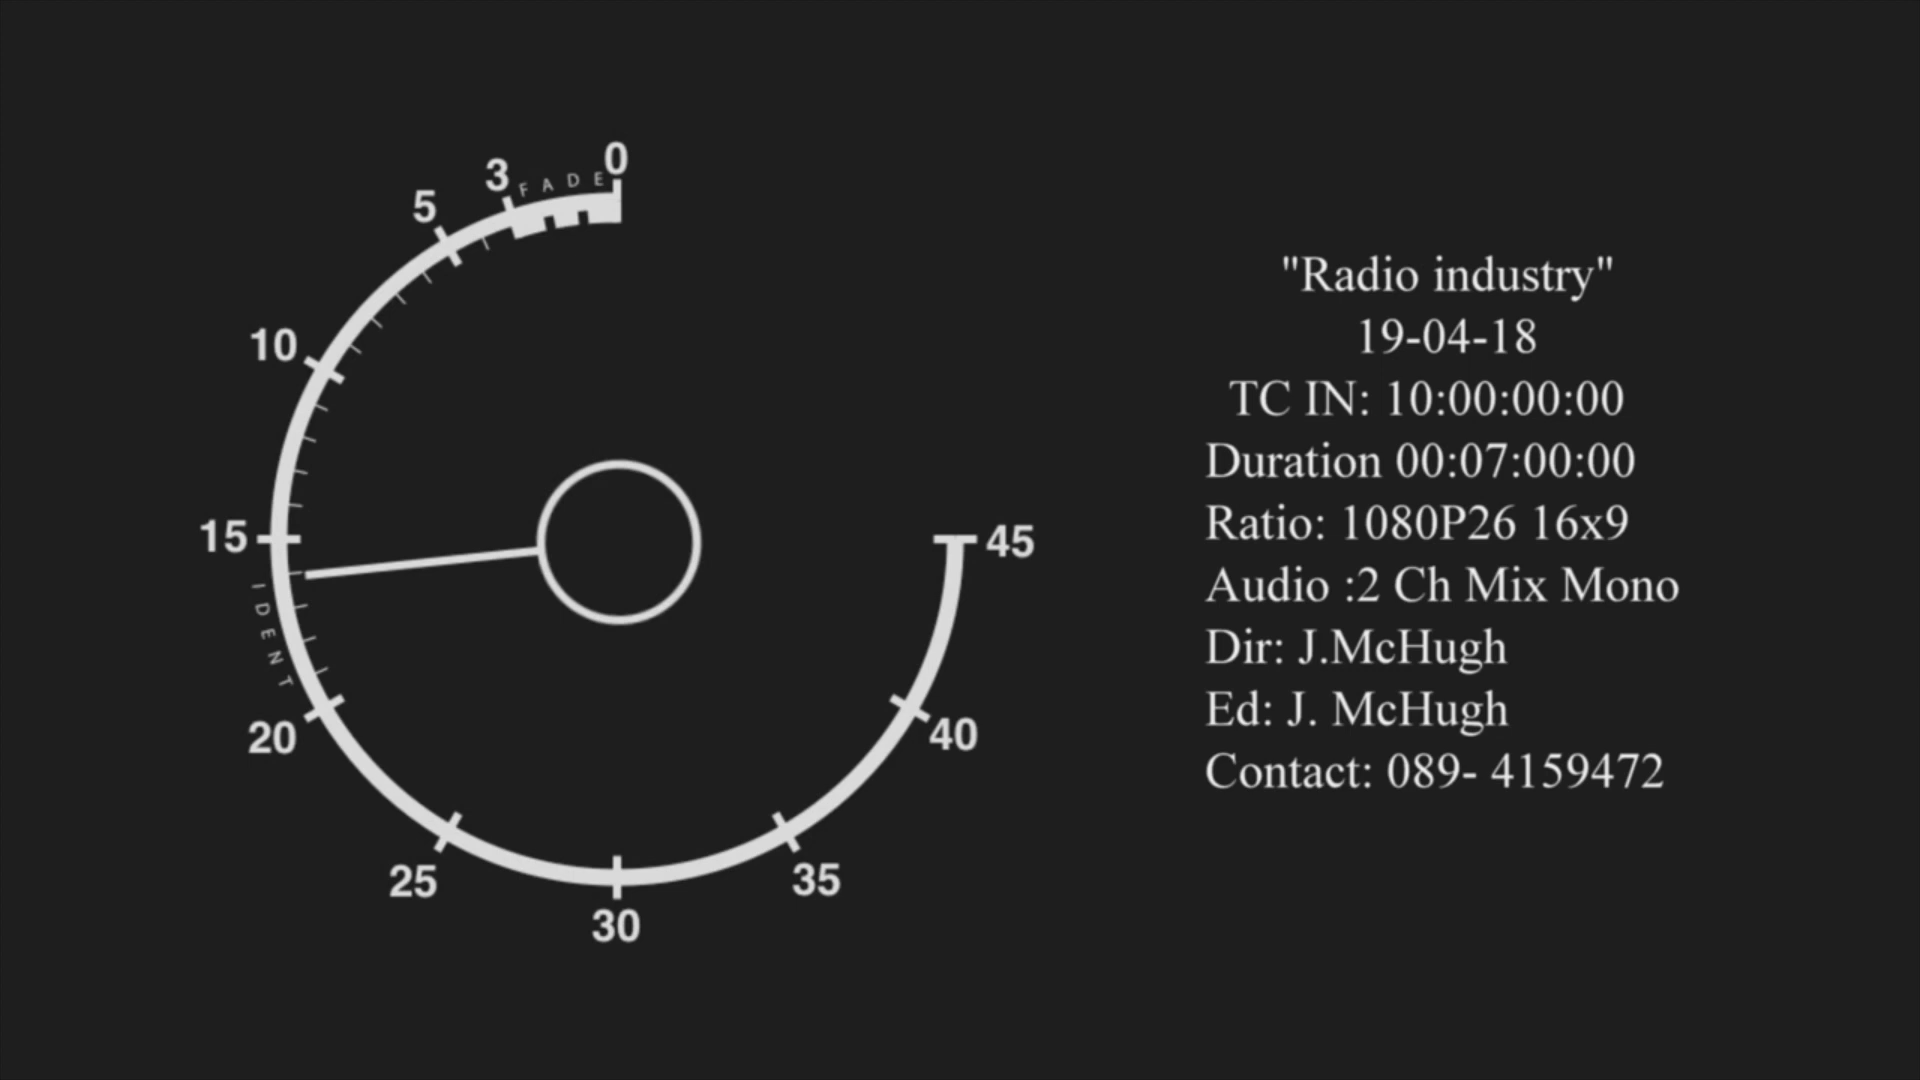 0
FADE
3
5
10
15
IDENT
20
25
30
35
40
45
"Radio industry"
19-04-18
TC IN: 10:00:00:00
Duration 00:07:00:00
Ratio: 1080P26 16x9
Audio :2 Ch Mix Mono
Dir: J.McHugh
Ed: J. McHugh
Contact: 089- 4159472